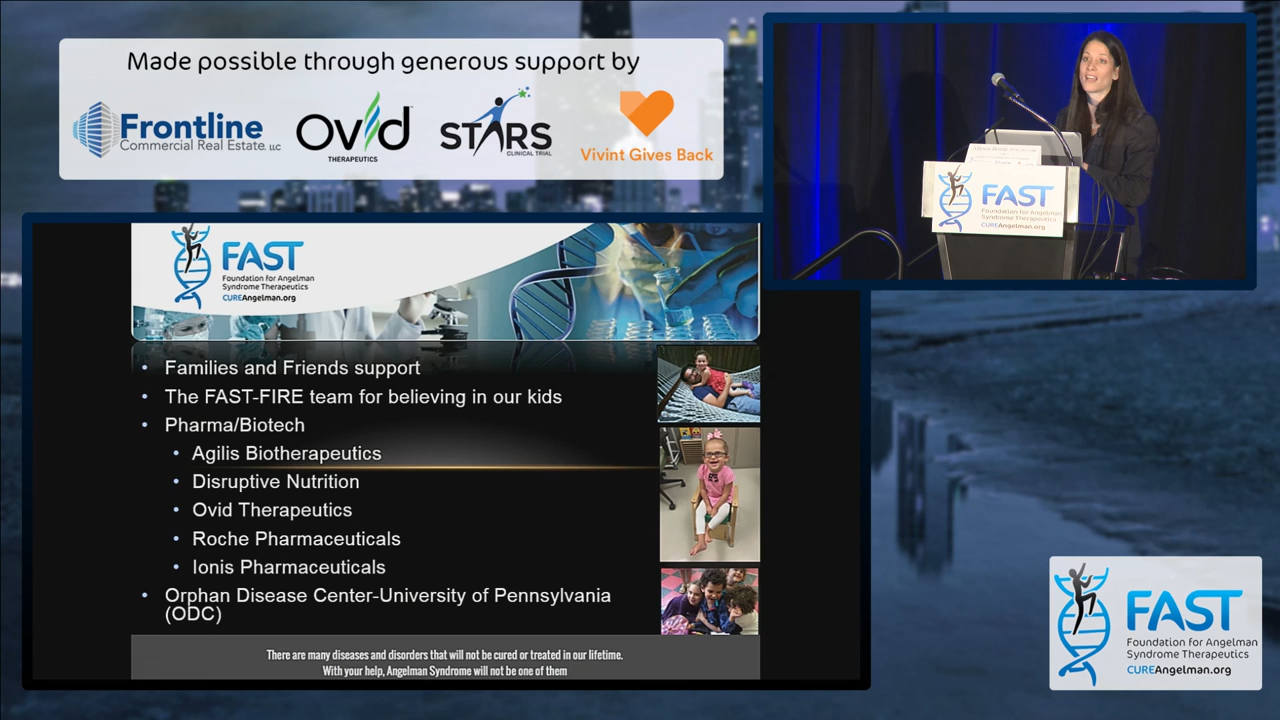 Made possible through generous support by
Frontline
Commercial Real Estate, LLC
Ovid
THERAPEUTICS
STARS
CLINICAL TRIAL
Vivint Gives Back
FAST
Foundation for Angelman
Syndrome Therapeutics
CUREAngelman.org
FAST
Foundation for Angelman
Syndrome Therapeutics
CUREAngelman.org
• Families and Friends support
• The FAST-FIRE team for believing in our kids
• Pharma/Biotech
• Agilis Biotherapeutics
• Disruptive Nutrition
• Ovid Therapeutics
• Roche Pharmaceuticals
• Ionis Pharmaceuticals
• Orphan Disease Center-University of Pennsylvania
(ODC)
There are many diseases and disorders that will not be cured or treated in our lifetime.
With your help, Angelman Syndrome will not be one of them
FAST
Foundation for Angelman
Syndrome Therapeutics
CUREAngelman.org